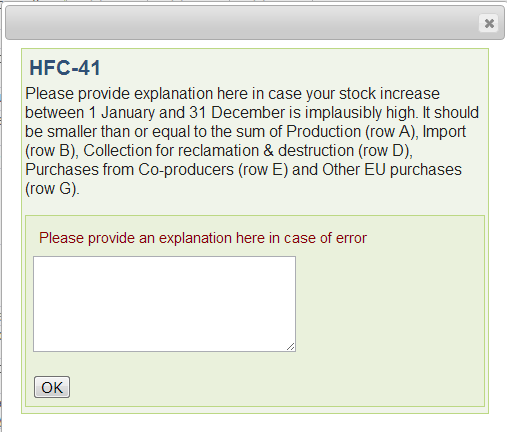 HFC-41
Please provide explanation here in case your stock increase
between 1 January and 31 December is implausibly high. It should
be smaller than or equal to the sum of Production (row A), Import
(row B), Collection for reclamation & destruction (row D),
Purchases from Co-producers (row E) and Other EU purchases
(row G).
Please provide an explanation here in case of error
OK